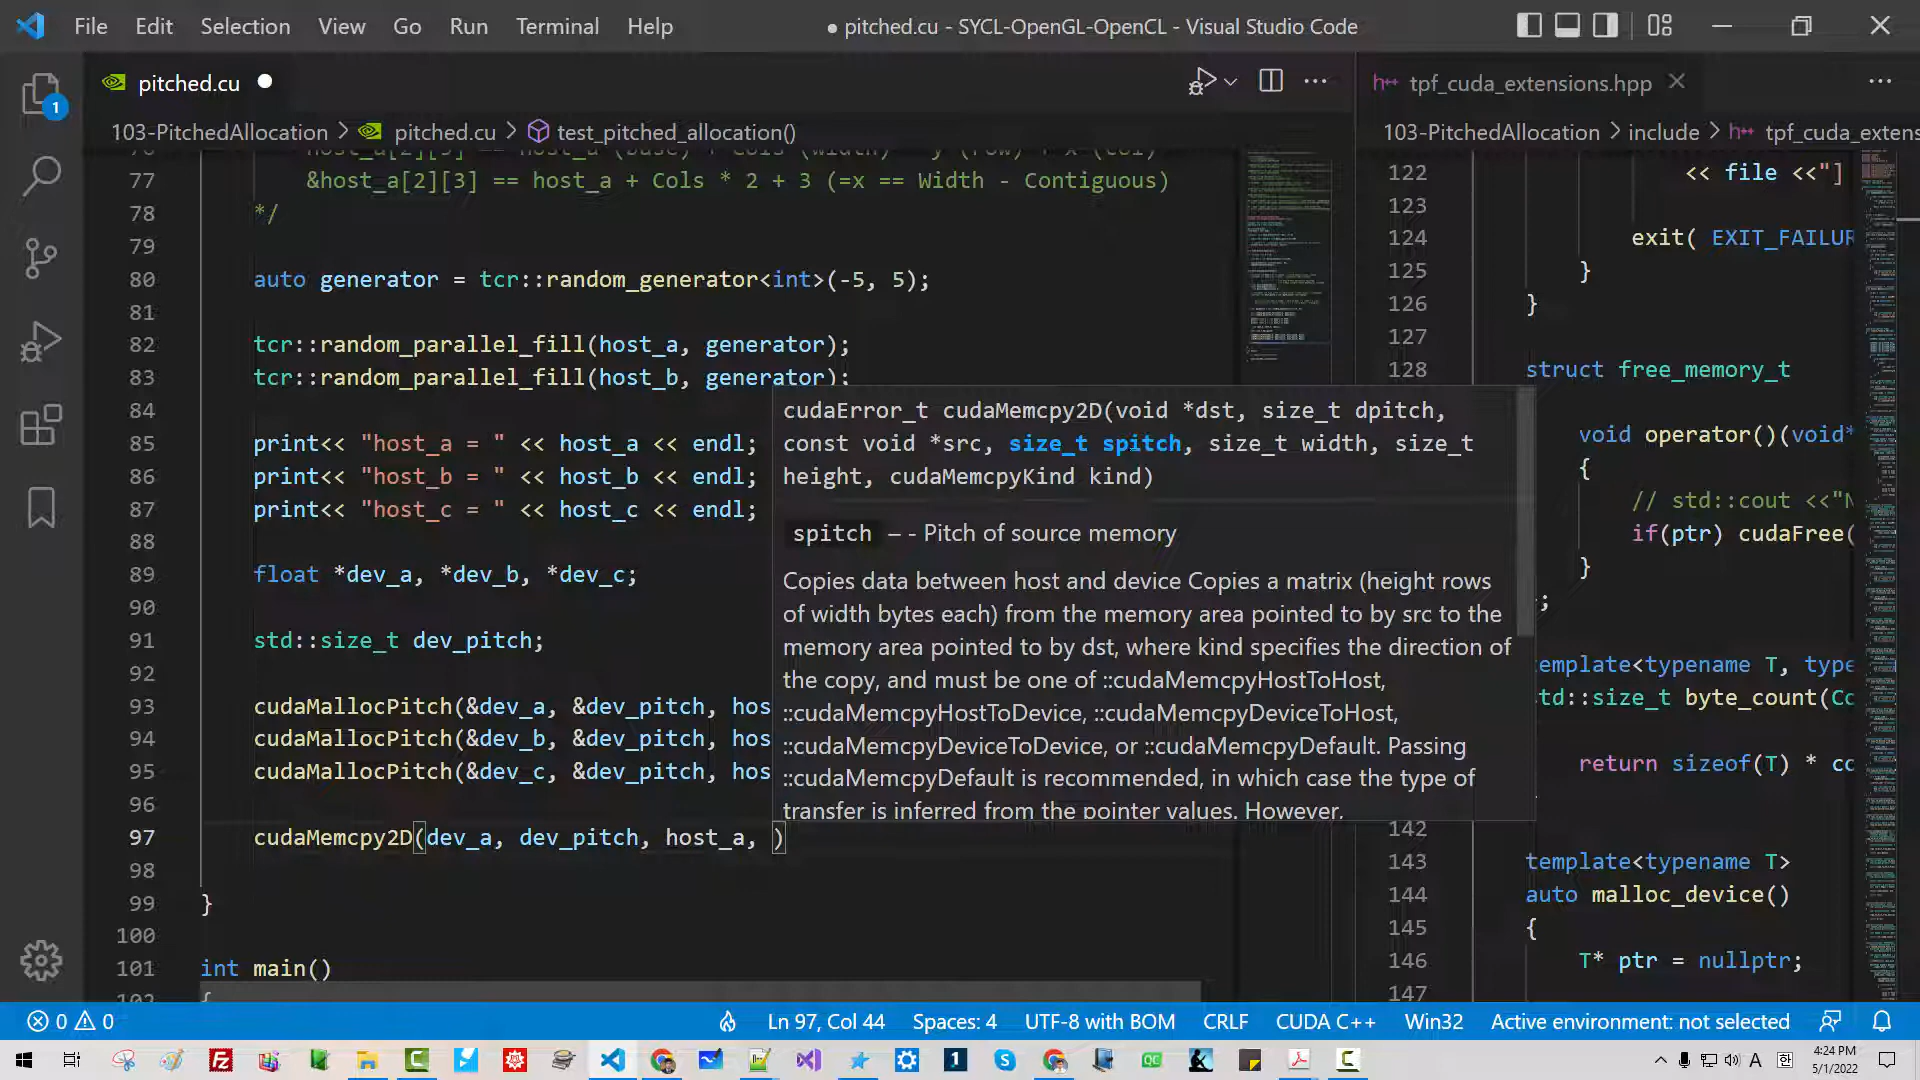 File Edit Selection View Go Run Terminal Help
● pitched.cu - SYCL-OpenGL-OpenCL - Visual Studio Code
pitched.cu
103-PitchedAllocation > pitched.cu > test_pitched_allocation()
77 &host_a[2][3] == host_a + Cols * 2 + 3 (=x == Width - Contiguous)
78 */
79
80 auto generator = tcr::random_generator<int>(-5, 5);
81
82 tcr::random_parallel_fill(host_a, generator);
83 tcr::random_parallel_fill(host_b, generator);
84
85 print<< "host_a = " << host_a << endl;
86 print<< "host_b = " << host_b << endl;
87 print<< "host_c = " << host_c << endl;
88
89 float *dev_a, *dev_b, *dev_c;
90
91 std::size_t dev_pitch;
92
93 cudaMallocPitch(&dev_a, &dev_pitch, hos
94 cudaMallocPitch(&dev_b, &dev_pitch, hos
95 cudaMallocPitch(&dev_c, &dev_pitch, hos
96
97 cudaMemcpy2D(dev_a, dev_pitch, host_a, )
98
99 }
100
101 int main()
102 {
cudaError_t cudaMemcpy2D(void *dst, size_t dpitch,
const void *src, size_t spitch, size_t width, size_t
height, cudaMemcpyKind kind)
spitch – - Pitch of source memory
Copies data between host and device Copies a matrix (height rows
of width bytes each) from the memory area pointed to by src to the
memory area pointed to by dst, where kind specifies the direction of
the copy, and must be one of ::cudaMemcpyHostToHost,
::cudaMemcpyHostToDevice, ::cudaMemcpyDeviceToHost,
::cudaMemcpyDeviceToDevice, or ::cudaMemcpyDefault. Passing
::cudaMemcpyDefault is recommended, in which case the type of
transfer is inferred from the pointer values. However,
tpf_cuda_extensions.hpp
103-PitchedAllocation > include > tpf_cuda_extens
122 << file <<"]
123
124 exit( EXIT_FAILUR
125 }
126 }
127
128 struct free_memory_t
void operator()(void*
{
// std::cout <<"N
if(ptr) cudaFree(
}
;
emplate<typename T, type
td::size_t byte_count(Co
return sizeof(T) * co
142
143 template<typename T>
144 auto malloc_device()
145 {
146 T* ptr = nullptr;
147
0 0 Ln 97, Col 44 Spaces: 4 UTF-8 with BOM CRLF CUDA C++ Win32 Active environment: not selected
4:24 PM
5/1/2022